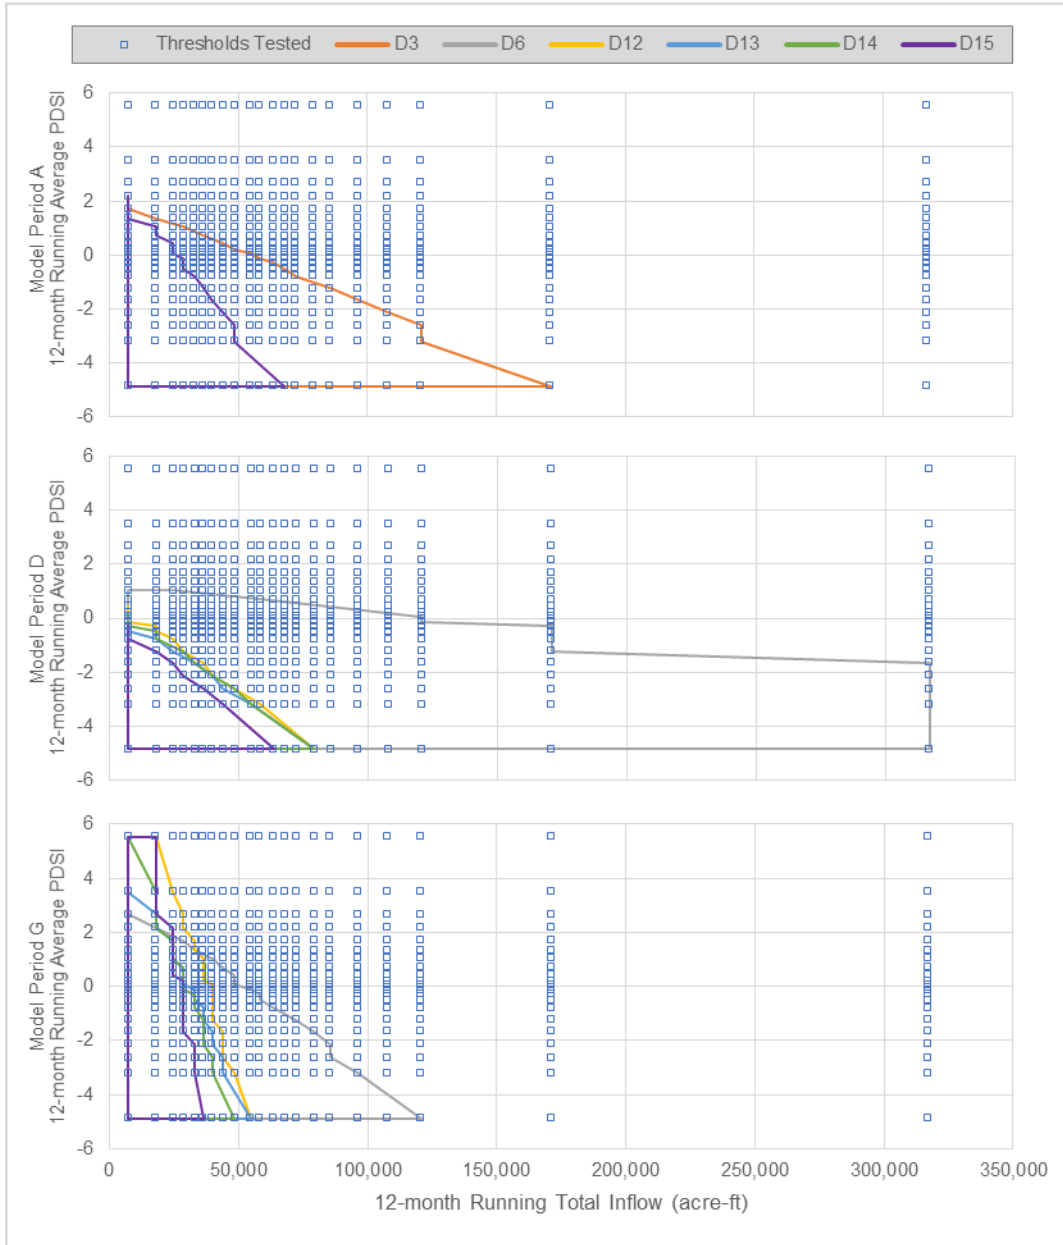 Thresholds Tested D3 D6 D12 D13 D14 D15
Model Period A
12-month Running Average PDSI
6
4
2
0
-2
-4
-6
Model Period D
12-month Running Average PDSI
6
4
2
0
-2
-4
-6
Model Period G
12-month Running Average PDSI
6
4
2
0
-2
-4
-6
0 50,000 100,000 150,000 200,000 250,000 300,000 350,000
12-month Running Total Inflow (acre-ft)